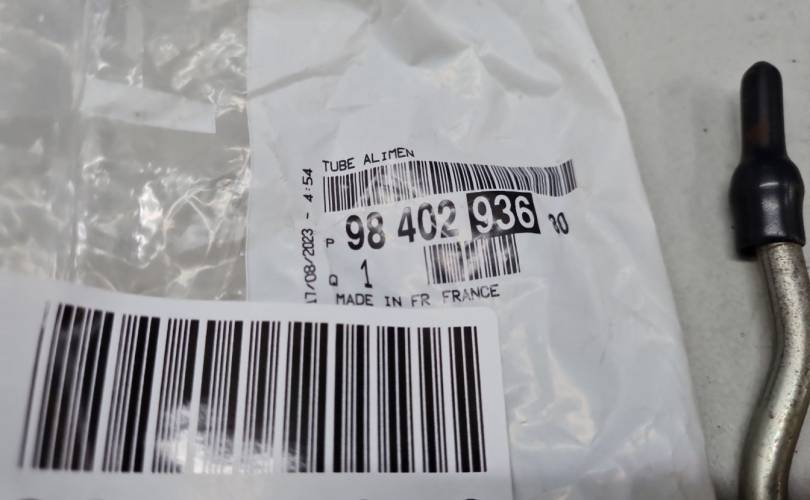 TUBE ALIMEN
17/08/2023 - 4:54
P 98 402 936 80
Q 1
MADE IN FR FRANCE